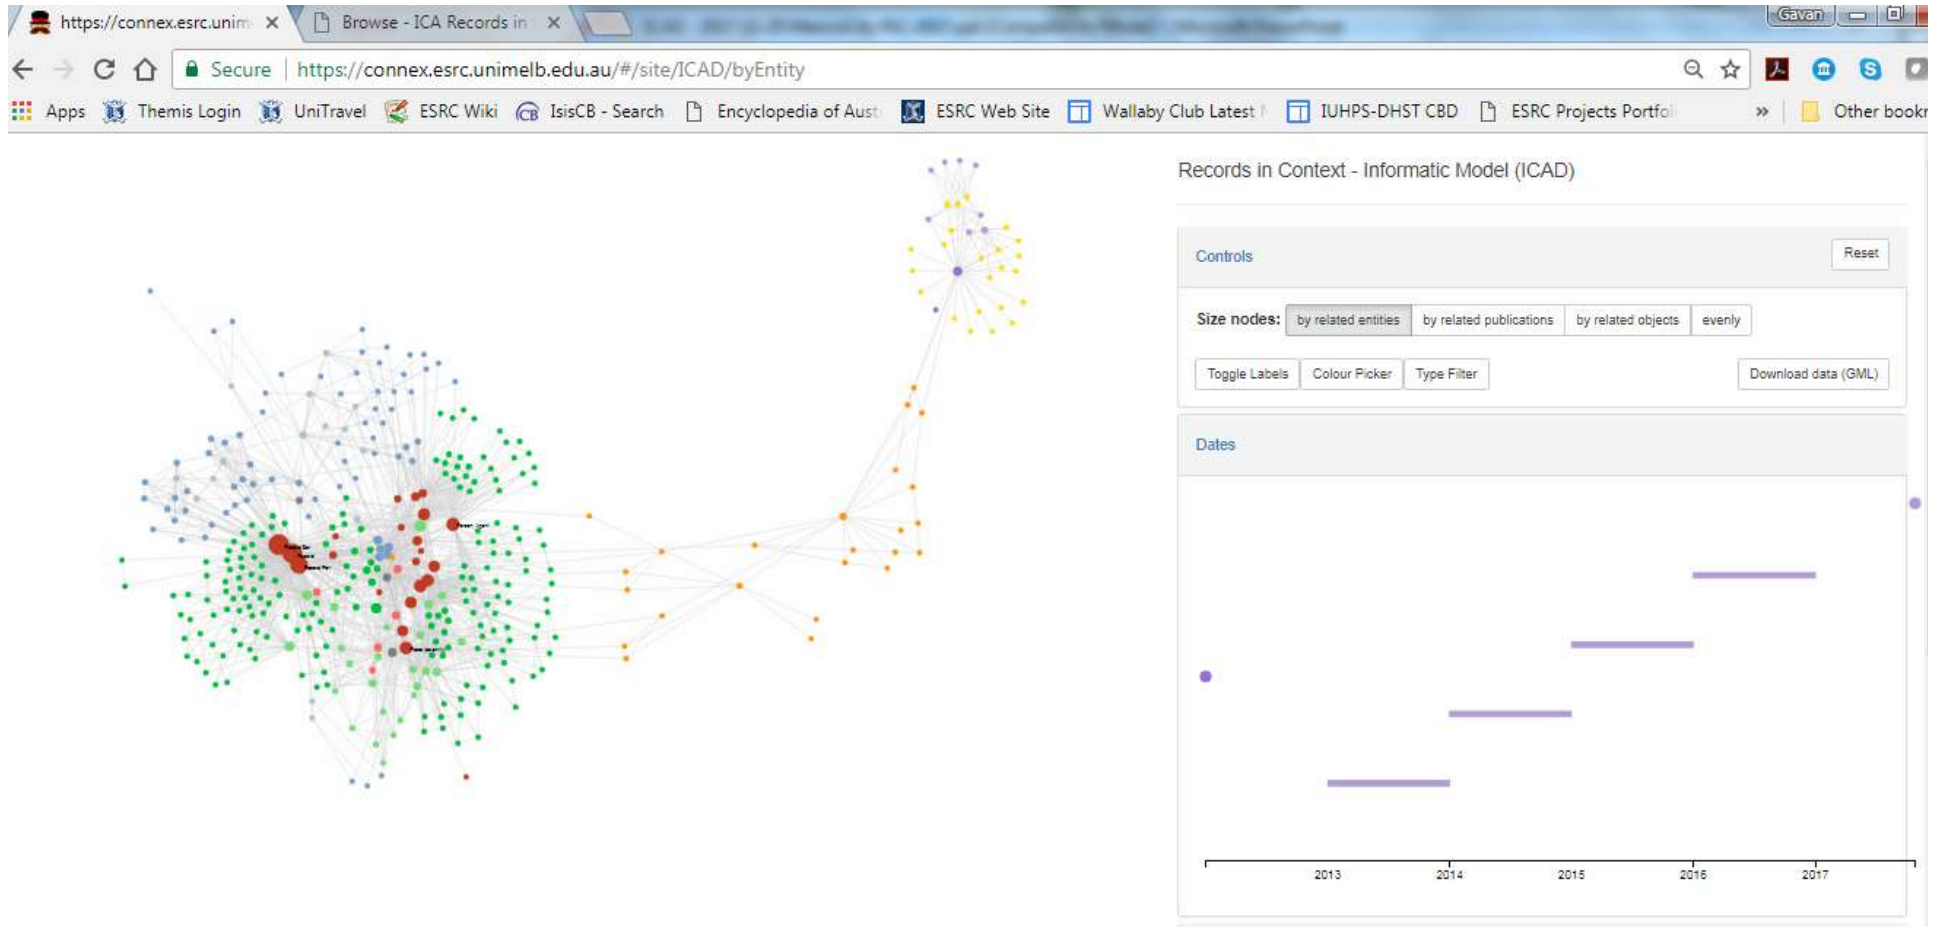 Gavan
https://connex.esrc.unim
Browse - ICA Records in
Secure https://connex.esrc.unimelb.edu.au/#/site/ICAD/byEntity
Apps Themis Login UniTravel ESRC Wiki CB IsisCB - Search Encyclopedia of Aust ESRC Web Site Wallaby Club Latest IUHPS-DHST CBD ESRC Projects Portfol » Other bookr
Records in Context - Informatic Model (ICAD)
Controls
Reset
Size nodes: by related entities by related publications by related objects evenly
Toggle Labels Colour Picker Type Filter Download data (GML)
Dates
2013 2014 2015 2016 2017